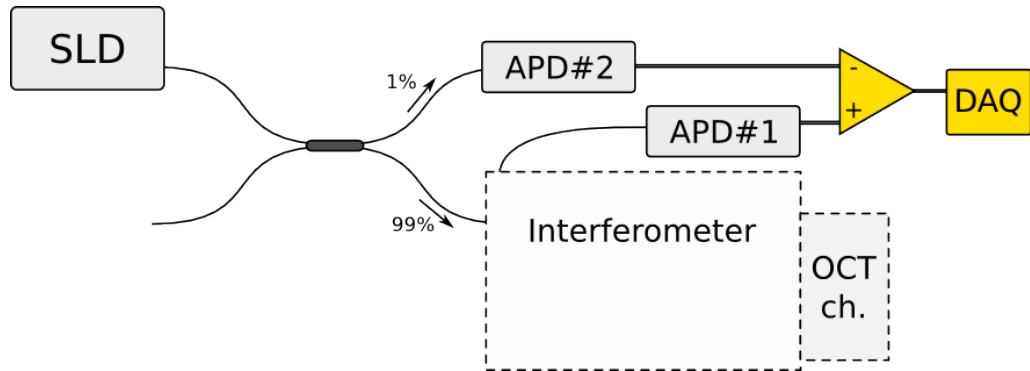 SLD
1%
APD#2
-
DAQ
+
APD#1
99%
Interferometer
OCT
ch.